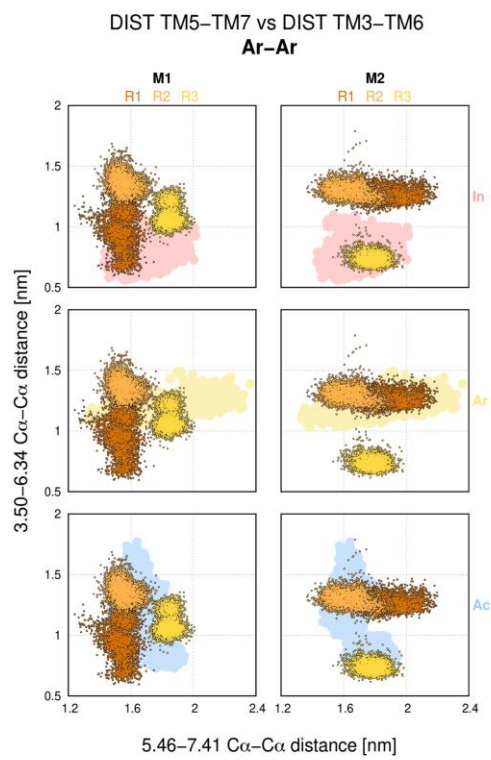 DIST TM5−TM7 vs DIST TM3−TM6
Ar−Ar
M1
R1 R2 R3
M2
R1 R2 R3
2
1.5
1
0.5
In
2
1.5
1
0.5
Ar
2
1.5
1
0.5
Ac
1.2 1.6 2 2.4
1.2 1.6 2 2.4
3.50−6.34 Cα−Cα distance [nm]
5.46−7.41 Cα−Cα distance [nm]